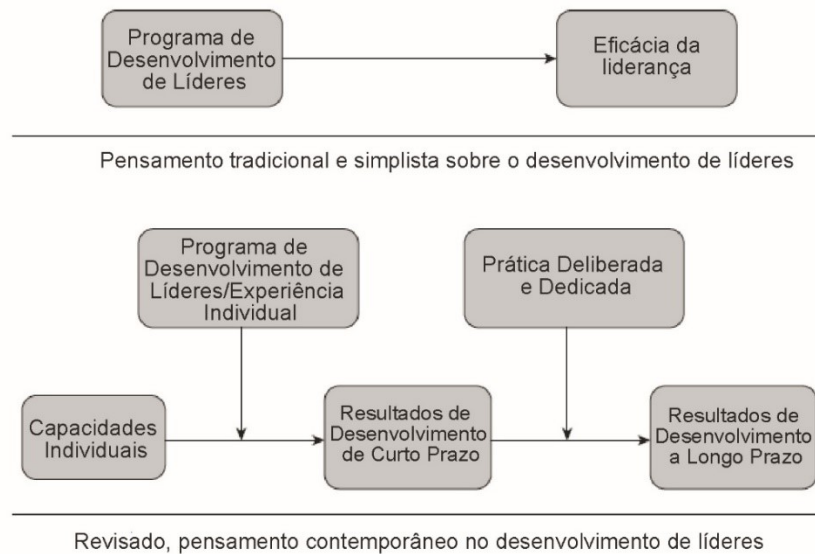 Programa de
Desenvolvimento
de Líderes
Eficácia da
liderança
Pensamento tradicional e simplista sobre o desenvolvimento de líderes
Programa de
Desenvolvimento de
Líderes/Experiência
Individual
Prática Deliberada
e Dedicada
Capacidades
Individuais
Resultados de
Desenvolvimento
de Curto Prazo
Resultados de
Desenvolvimento
a Longo Prazo
Revisado, pensamento contemporâneo no desenvolvimento de líderes